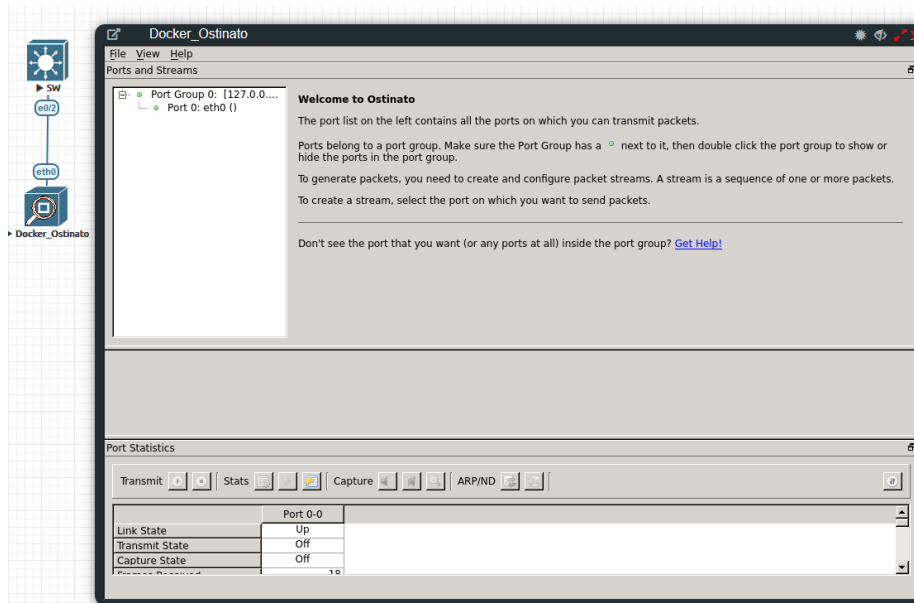 Docker_Ostinato
File View Help
Ports and Streams
SW
e0/2
eth0
Docker_Ostinato
Port Group 0: [127.0.0....
Port 0: eth0 ()
Welcome to Ostinato
The port list on the left contains all the ports on which you can transmit packets.
Ports belong to a port group. Make sure the Port Group has a next to it, then double click the port group to show or
hide the ports in the port group.
To generate packets, you need to create and configure packet streams. A stream is a sequence of one or more packets.
To create a stream, select the port on which you want to send packets.
Don't see the port that you want (or any ports at all) inside the port group? Get Help!
Port Statistics
Transmit Stats Capture ARP/ND
Port 0-0
Link State Up
Transmit State Off
Capture State Off
Frames Received 18